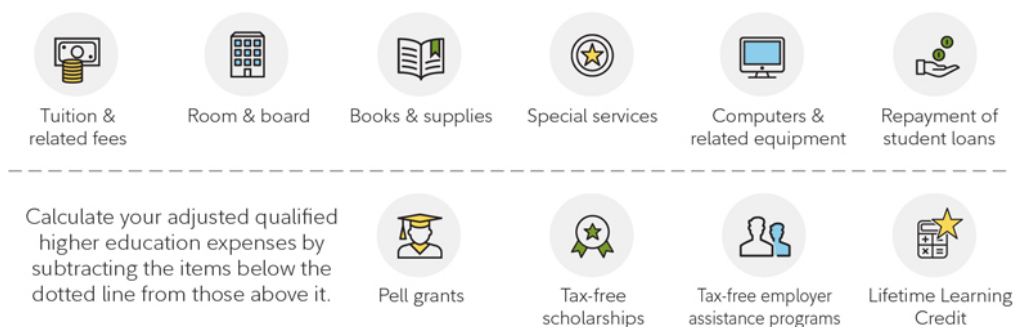 Tuition &
related fees
Room & board
Books & supplies
Special services
Computers &
related equipment
Repayment of
student loans
Calculate your adjusted qualified
higher education expenses by
subtracting the items below the
dotted line from those above it.
Pell grants
Tax-free
scholarships
Tax-free employer
assistance programs
Lifetime Learning
Credit